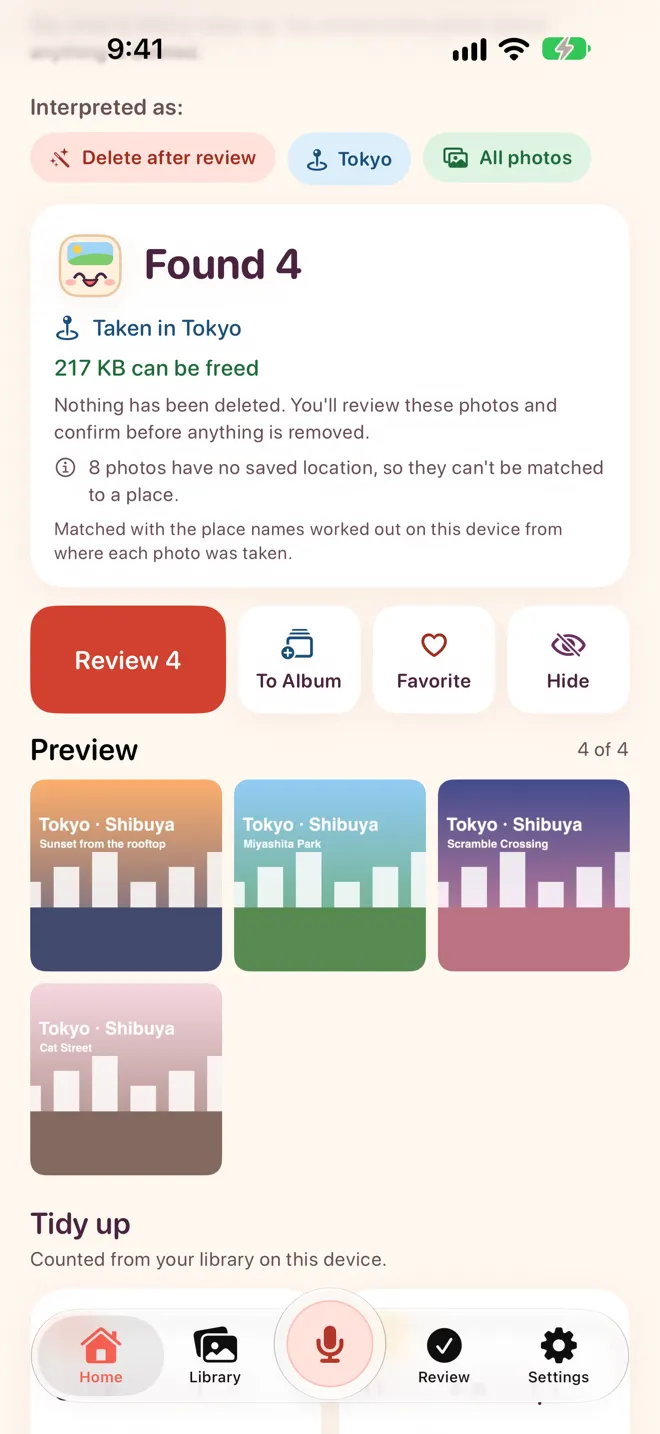 9:41
Interpreted as:
Delete after review
Tokyo
All photos
Found 4
Taken in Tokyo
217 KB can be freed
Nothing has been deleted. You'll review these photos and
confirm before anything is removed.
8 photos have no saved location, so they can't be matched
to a place.
Matched with the place names worked out on this device from
where each photo was taken.
Review 4
To Album
Favorite
Hide
Preview
4 of 4
Tokyo · Shibuya
Sunset from the rooftop
Tokyo · Shibuya
Miyashita Park
Tokyo · Shibuya
Scramble Crossing
Tokyo · Shibuya
Cat Street
Tidy up
Counted from your library on this device.
Home
Library
Review
Settings